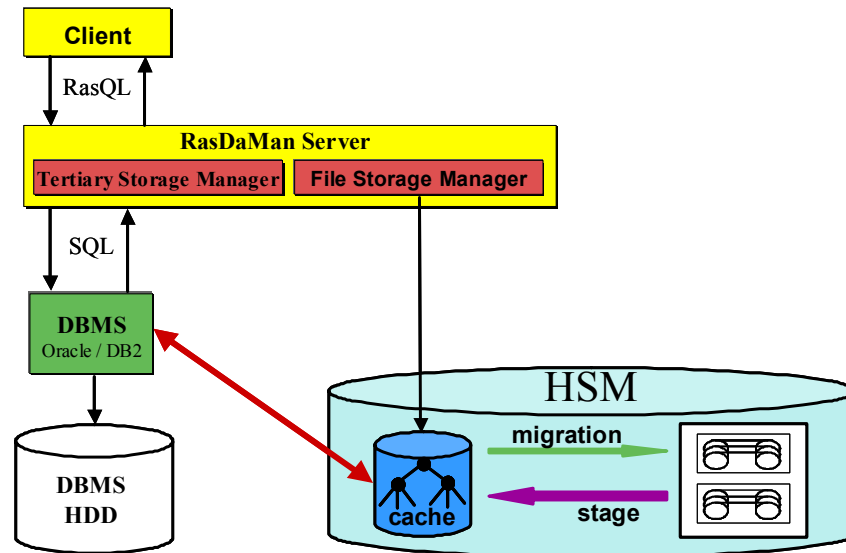 Client
RasQL
RasDaMan Server
Tertiary Storage Manager
File Storage Manager
SQL
DBMS
Oracle / DB2
HSM
migration
cache
stage
DBMS
HDD